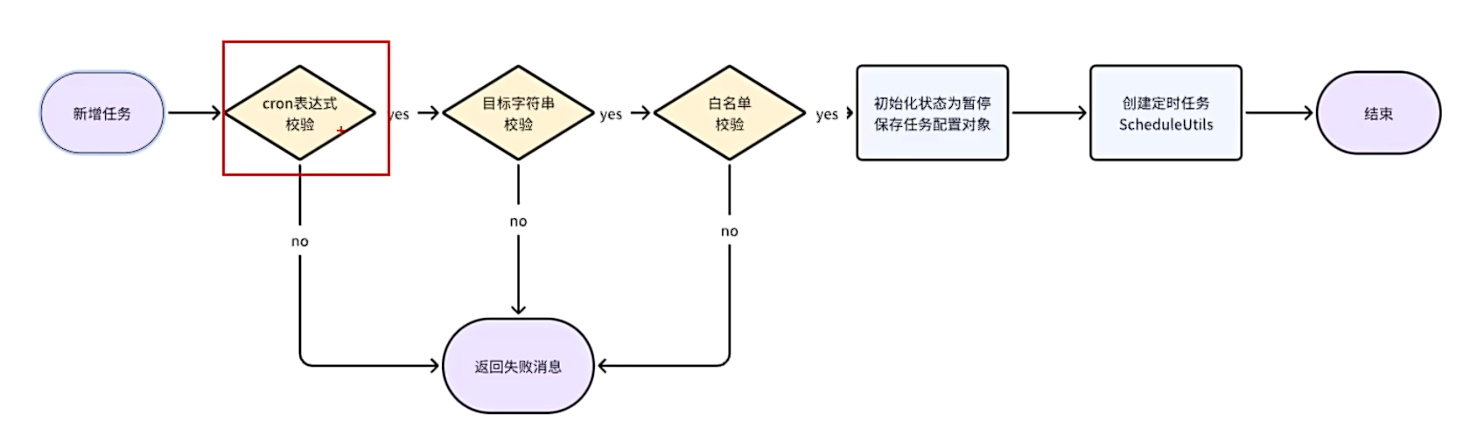 新增任务
cron表达式
校验
yes
目标字符串
校验
yes
白名单
校验
yes
初始化状态为暂停
保存任务配置对象
创建定时任务
ScheduleUtils
结束
no
no
no
返回失败消息